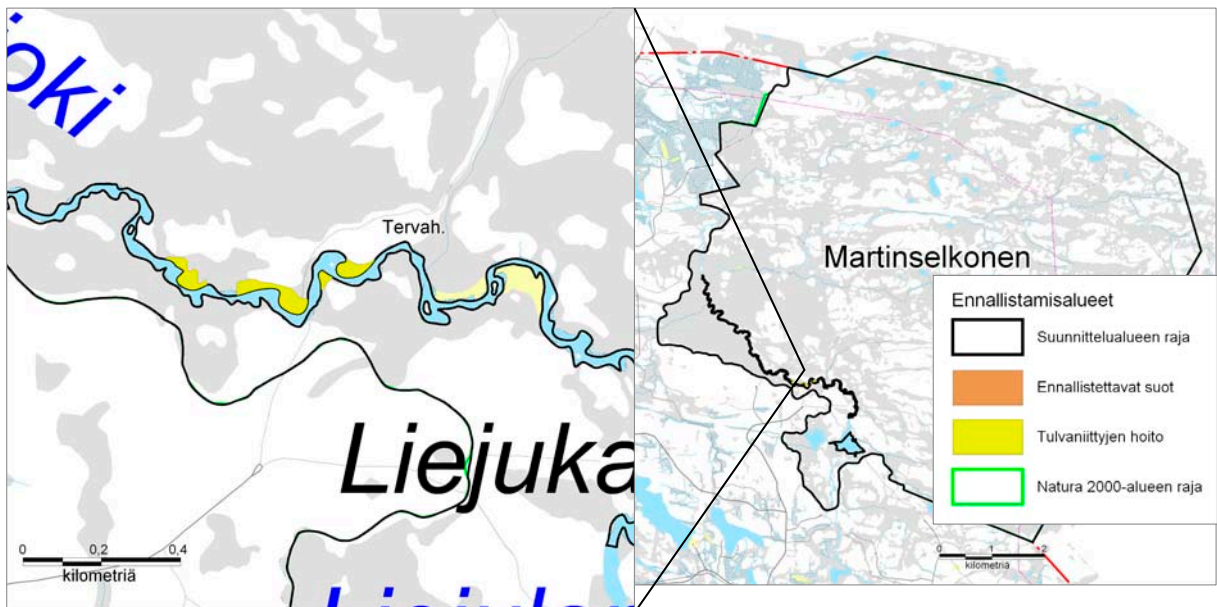 joki
Tervah.
Liejuka
0 0,2 0,4
kilometriä
Martinselkonen
Ennallistamisalueet
Suunnittelualueen raja
Ennallistettavat suot
Tulvaniittyjen hoito
Natura 2000-alueen raja
0 1 2
kilometriä